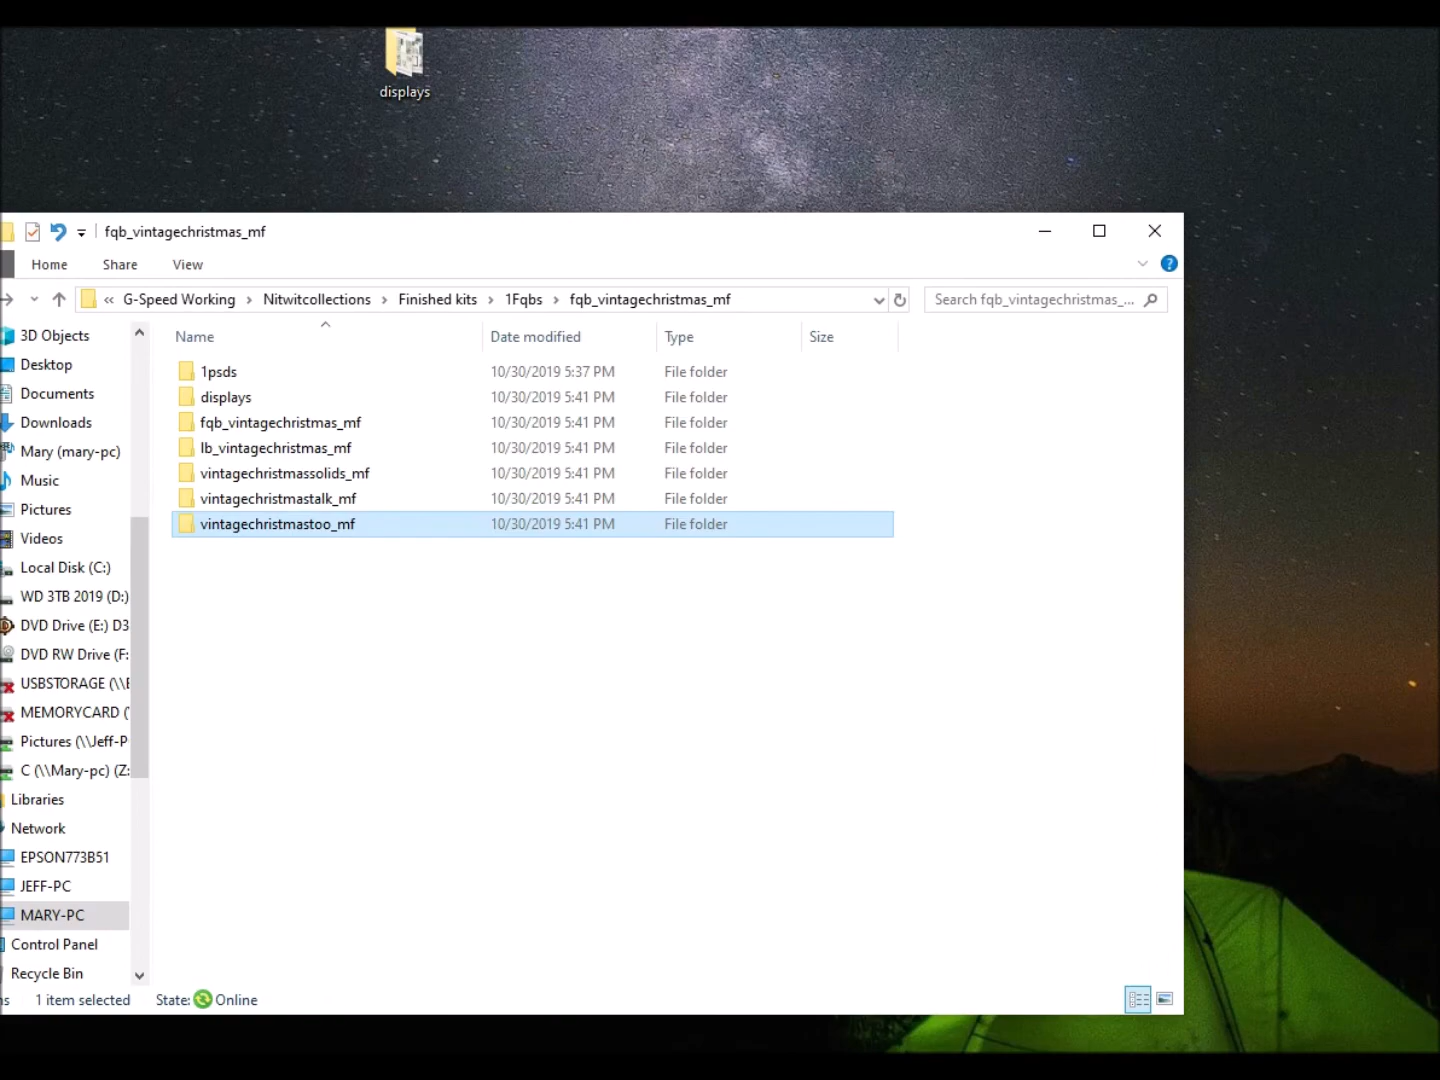 displays
fqb_vintagechristmas_mf
Home Share View
« G-Speed Working › Nitwitcollections › Finished kits › 1Fqbs › fqb_vintagechristmas_mf
Search fqb_vintagechristmas_...
Name Date modified Type Size
1psds 10/30/2019 5:37 PM File folder
displays 10/30/2019 5:41 PM File folder
fqb_vintagechristmas_mf 10/30/2019 5:41 PM File folder
lb_vintagechristmas_mf 10/30/2019 5:41 PM File folder
vintagechristmassolids_mf 10/30/2019 5:41 PM File folder
vintagechristmastalk_mf 10/30/2019 5:41 PM File folder
vintagechristmastoo_mf 10/30/2019 5:41 PM File folder
3D Objects
Desktop
Documents
Downloads
Mary (mary-pc)
Music
Pictures
Videos
Local Disk (C:)
WD 3TB 2019 (D:)
DVD Drive (E:) D3
DVD RW Drive (F:
USBSTORAGE (\\
MEMORYCARD (
Pictures (\\Jeff-P
C (\\Mary-pc) (Z:
Libraries
Network
EPSON773B51
JEFF-PC
MARY-PC
Control Panel
Recycle Bin
1 item selected State: Online